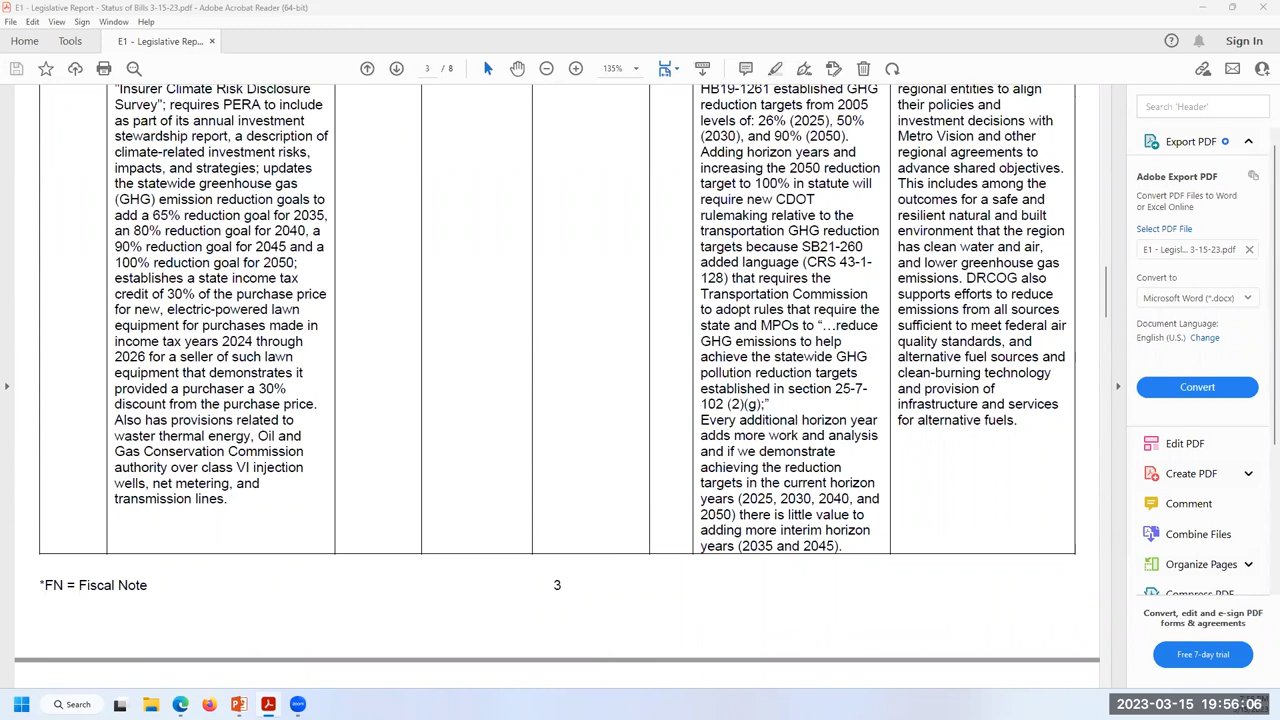 E1 - Legislative Report - Status of Bills 3-15-23.pdf - Adobe Acrobat Reader (64-bit)
File Edit View Sign Window Help
Home Tools E1 - Legislative Rep... × Sign In
3 / 8 135%
"Insurer Climate Risk Disclosure
Survey"; requires PERA to include
as part of its annual investment
stewardship report, a description of
climate-related investment risks,
impacts, and strategies; updates
the statewide greenhouse gas
(GHG) emission reduction goals to
add a 65% reduction goal for 2035,
an 80% reduction goal for 2040, a
90% reduction goal for 2045 and a
100% reduction goal for 2050;
establishes a state income tax
credit of 30% of the purchase price
for new, electric-powered lawn
equipment for purchases made in
income tax years 2024 through
2026 for a seller of such lawn
equipment that demonstrates it
provided a purchaser a 30%
discount from the purchase price.
Also has provisions related to
waster thermal energy, Oil and
Gas Conservation Commission
authority over class VI injection
wells, net metering, and
transmission lines.
HB19-1261 established GHG
reduction targets from 2005
levels of: 26% (2025), 50%
(2030), and 90% (2050).
Adding horizon years and
increasing the 2050 reduction
target to 100% in statute will
require new CDOT
rulemaking relative to the
transportation GHG reduction
targets because SB21-260
added language (CRS 43-1-
128) that requires the
Transportation Commission
to adopt rules that require the
state and MPOs to “…reduce
GHG emissions to help
achieve the statewide GHG
pollution reduction targets
established in section 25-7-
102 (2)(g);”
Every additional horizon year
adds more work and analysis
and if we demonstrate
achieving the reduction
targets in the current horizon
years (2025, 2030, 2040, and
2050) there is little value to
adding more interim horizon
years (2035 and 2045).
regional entities to align
their policies and
investment decisions with
Metro Vision and other
regional agreements to
advance shared objectives.
This includes among the
outcomes for a safe and
resilient natural and built
environment that the region
has clean water and air,
and lower greenhouse gas
emissions. DRCOG also
supports efforts to reduce
emissions from all sources
sufficient to meet federal air
quality standards, and
alternative fuel sources and
clean-burning technology
and provision of
infrastructure and services
for alternative fuels.
*FN = Fiscal Note 3
Search 'Header'
Export PDF
Adobe Export PDF
Convert PDF Files to Word
or Excel Online
Select PDF File
E1 - Legisl... 3-15-23.pdf
Convert to
Microsoft Word (*.docx)
Document Language:
English (U.S.) Change
Convert
Edit PDF
Create PDF
Comment
Combine Files
Organize Pages
Compress PDF
Convert, edit and e-sign PDF
forms & agreements
Free 7-day trial
Search
2023-03-15 19:56:06